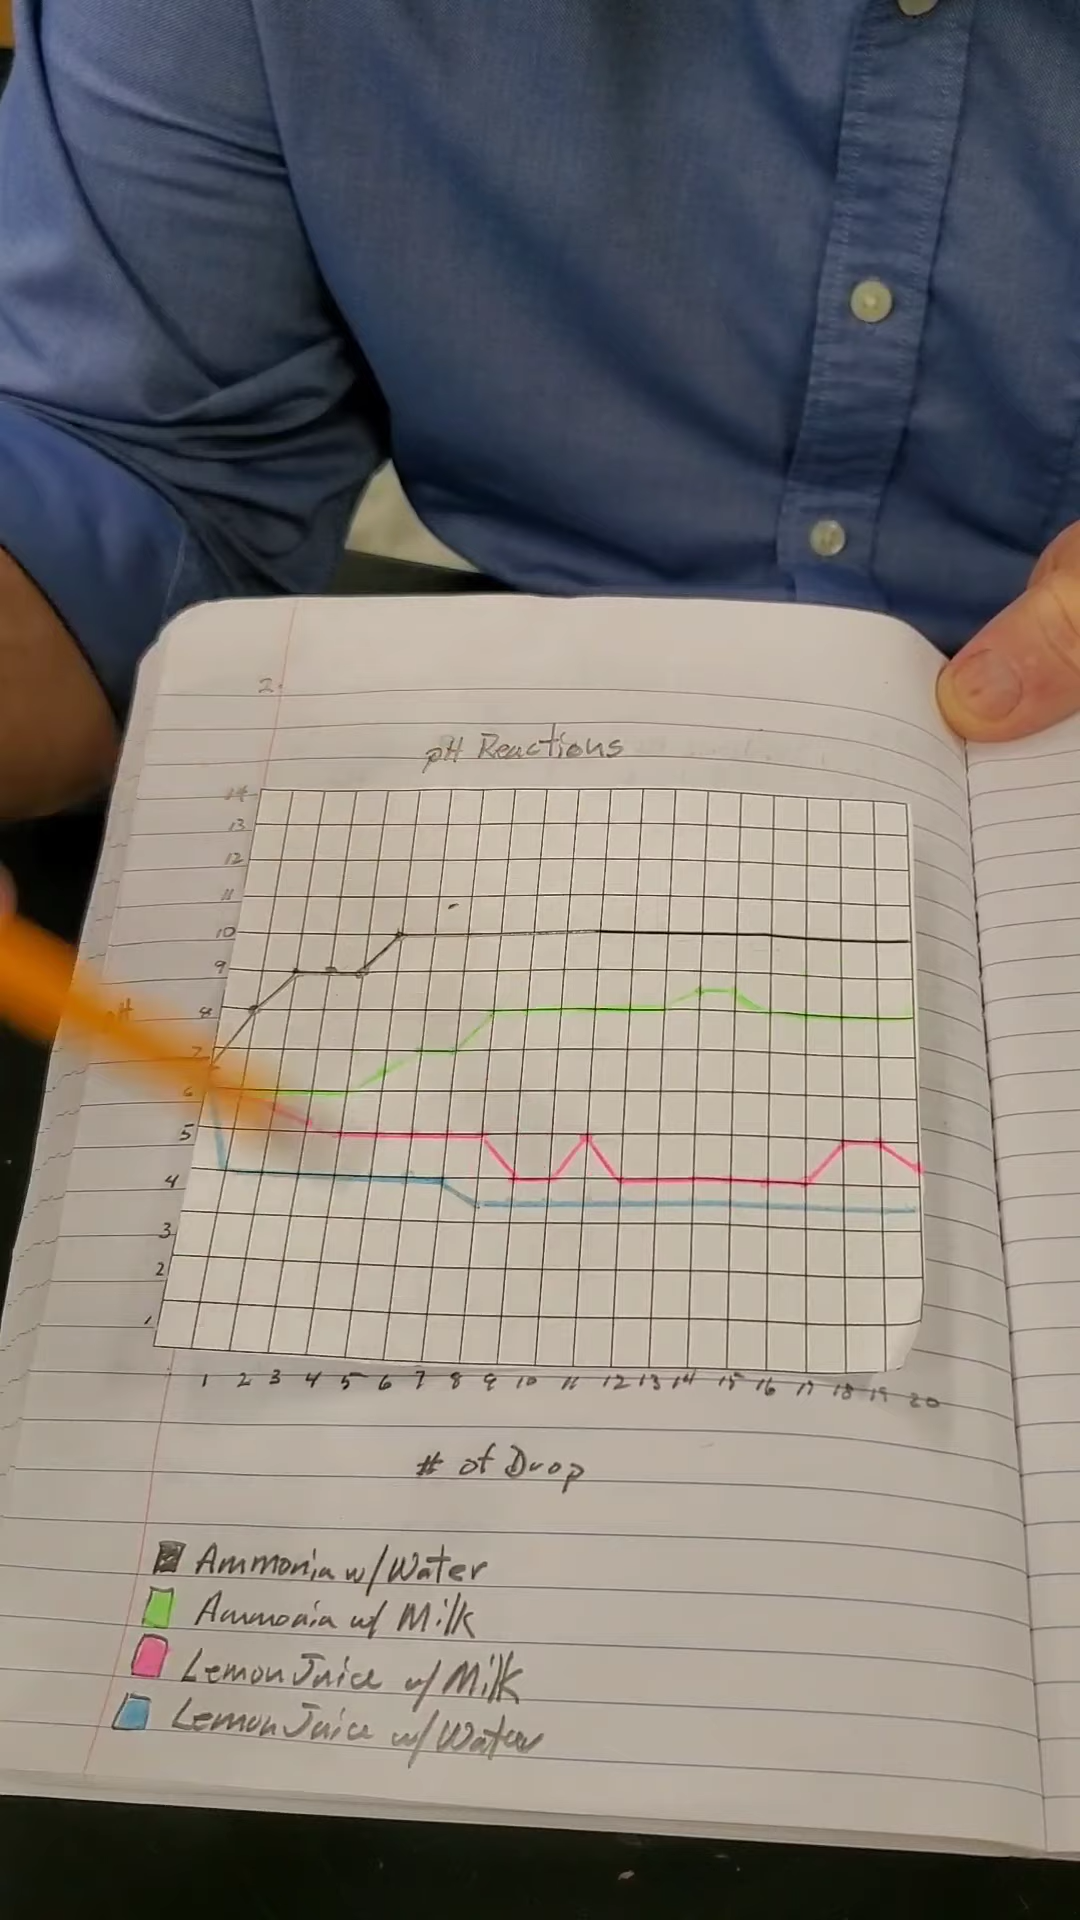 2.
pH Reactions
14
13
12
11
10
9
8
7
6
5
4
3
2
1
pH
1 2 3 4 5 6 7 8 9 10 11 12 13 14 15 16 17 18 19 20
# of Drop
Ammonia w/Water
Ammonia w/ Milk
Lemon Juice w/ Milk
Lemon Juice w/Water